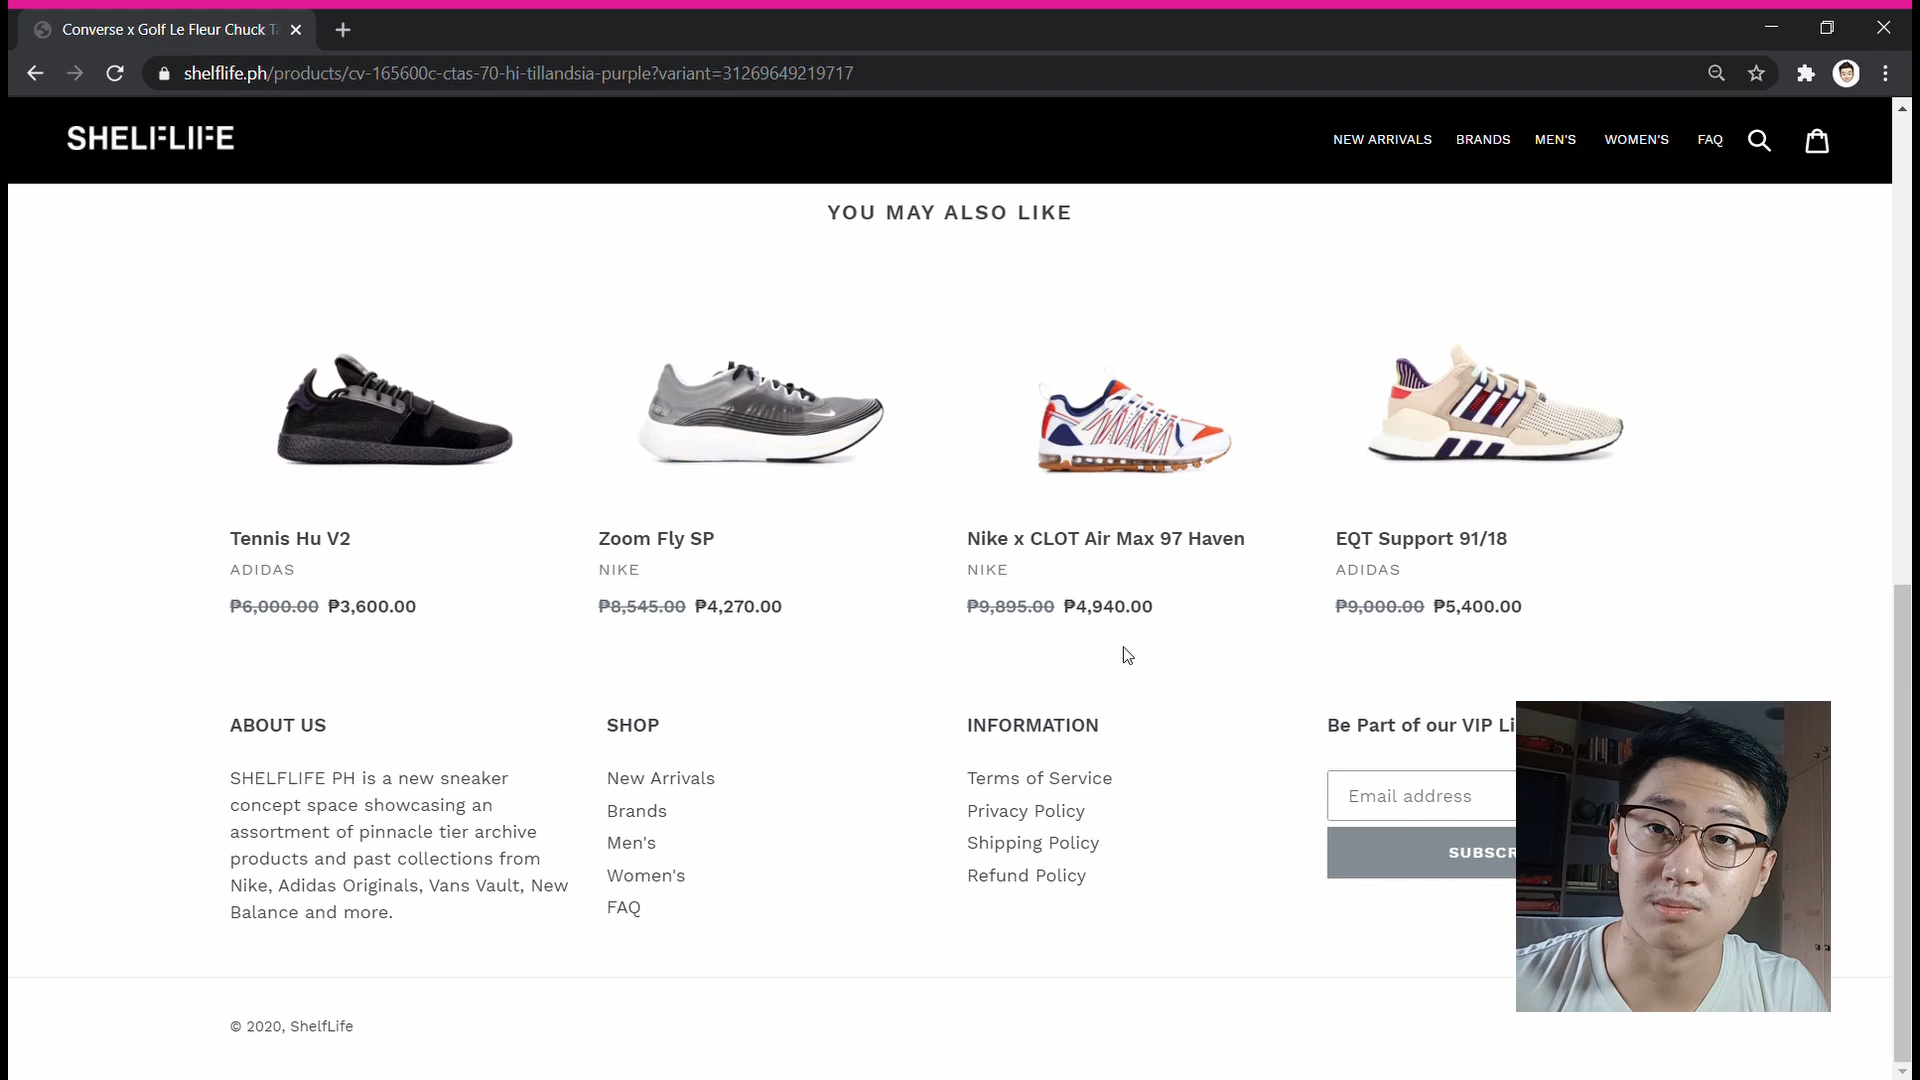 Converse x Golf Le Fleur Chuck Ta
shelflife.ph/products/cv-165600c-ctas-70-hi-tillandsia-purple?variant=31269649219717
SHELFLIFE
NEW ARRIVALS BRANDS MEN'S WOMEN'S FAQ
YOU MAY ALSO LIKE
Tennis Hu V2
ADIDAS
₱6,000.00 ₱3,600.00
Zoom Fly SP
NIKE
₱8,545.00 ₱4,270.00
Nike x CLOT Air Max 97 Haven
NIKE
₱9,895.00 ₱4,940.00
EQT Support 91/18
ADIDAS
₱9,000.00 ₱5,400.00
ABOUT US
SHELFLIFE PH is a new sneaker
concept space showcasing an
assortment of pinnacle tier archive
products and past collections from
Nike, Adidas Originals, Vans Vault, New
Balance and more.
SHOP
New Arrivals
Brands
Men's
Women's
FAQ
INFORMATION
Terms of Service
Privacy Policy
Shipping Policy
Refund Policy
Be Part of our VIP Li
Email address
SUBSCR
© 2020, ShelfLife